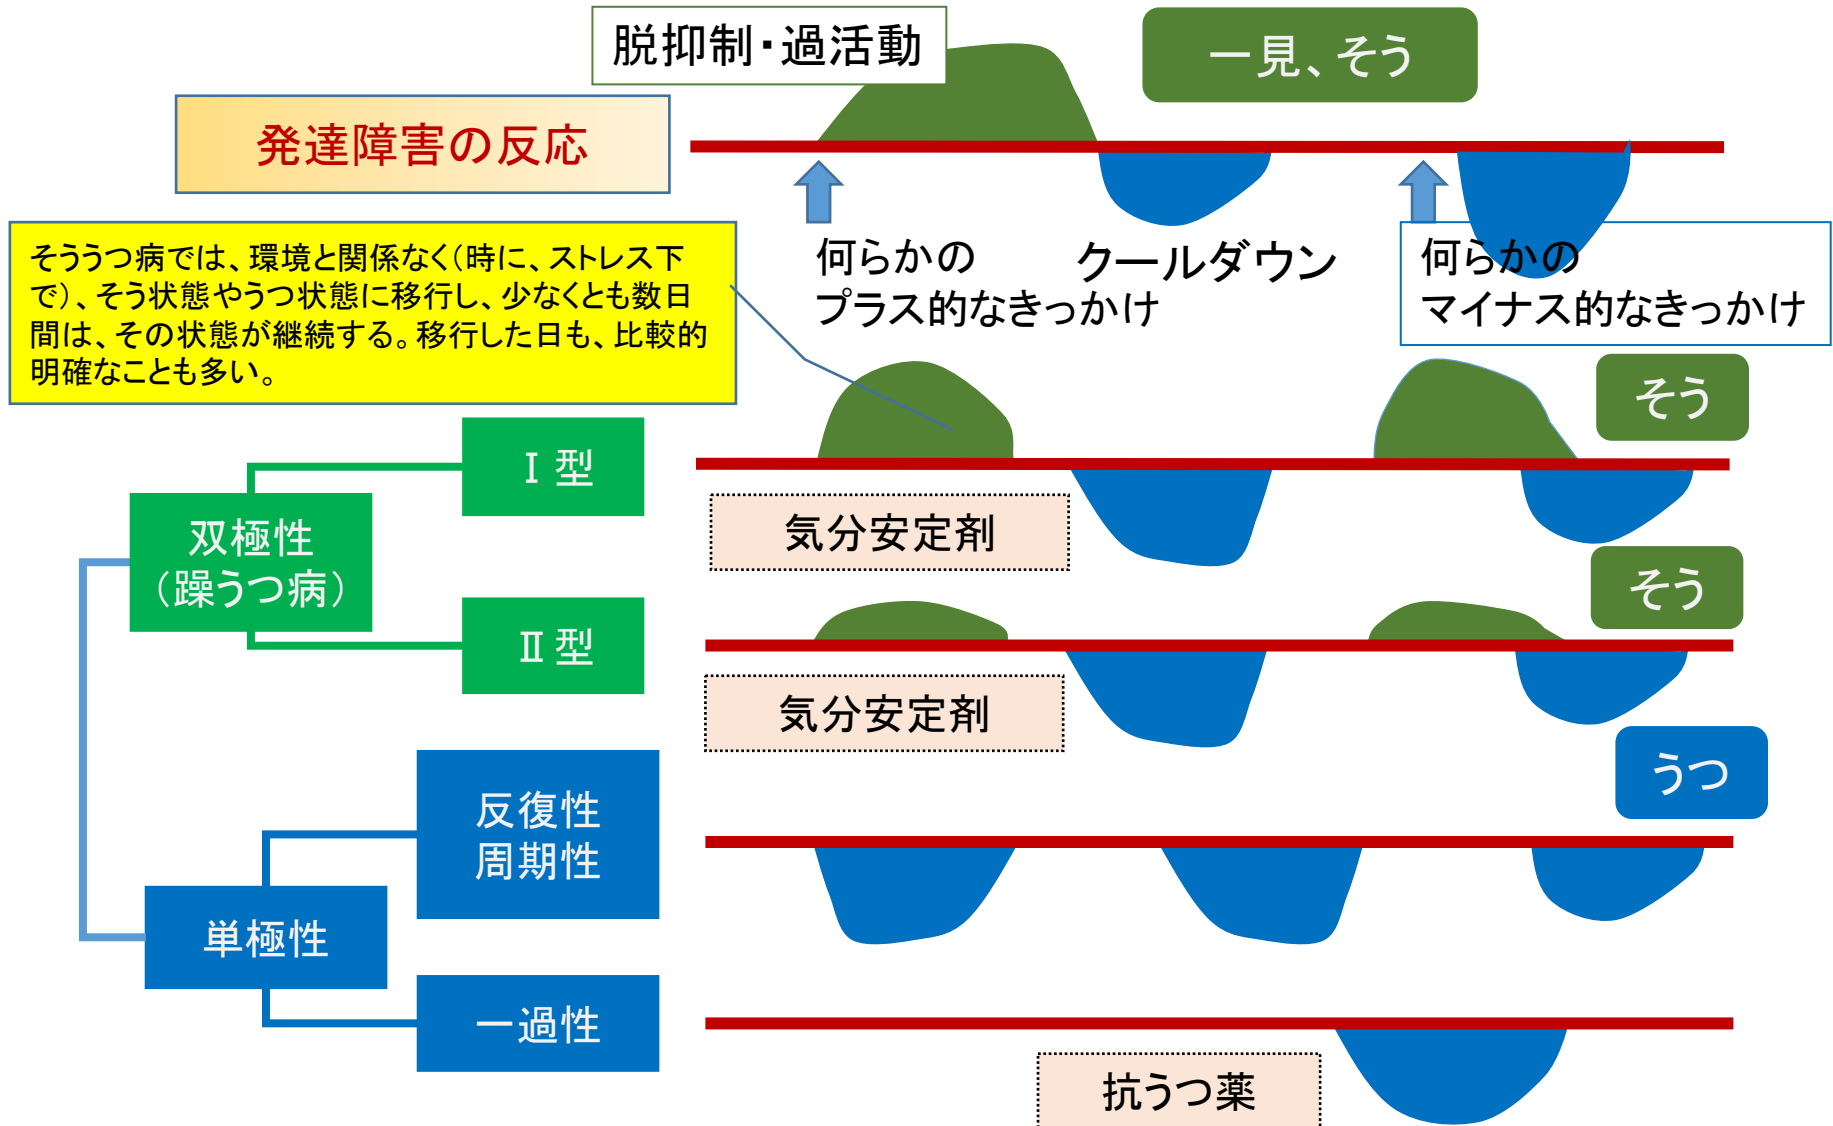 脱抑制・過活動
一見、そう
発達障害の反応
何らかの
プラス的なきっかけ
クールダウン
何らかの
マイナス的なきっかけ
そううつ病では、環境と関係なく（時に、ストレス下
で）、そう状態やうつ状態に移行し、少なくとも数日
間は、その状態が継続する。移行した日も、比較的
明確なことも多い。
そう
Ⅰ型
気分安定剤
双極性
（躁うつ病）
そう
Ⅱ型
気分安定剤
うつ
反復性
周期性
単極性
一過性
抗うつ薬